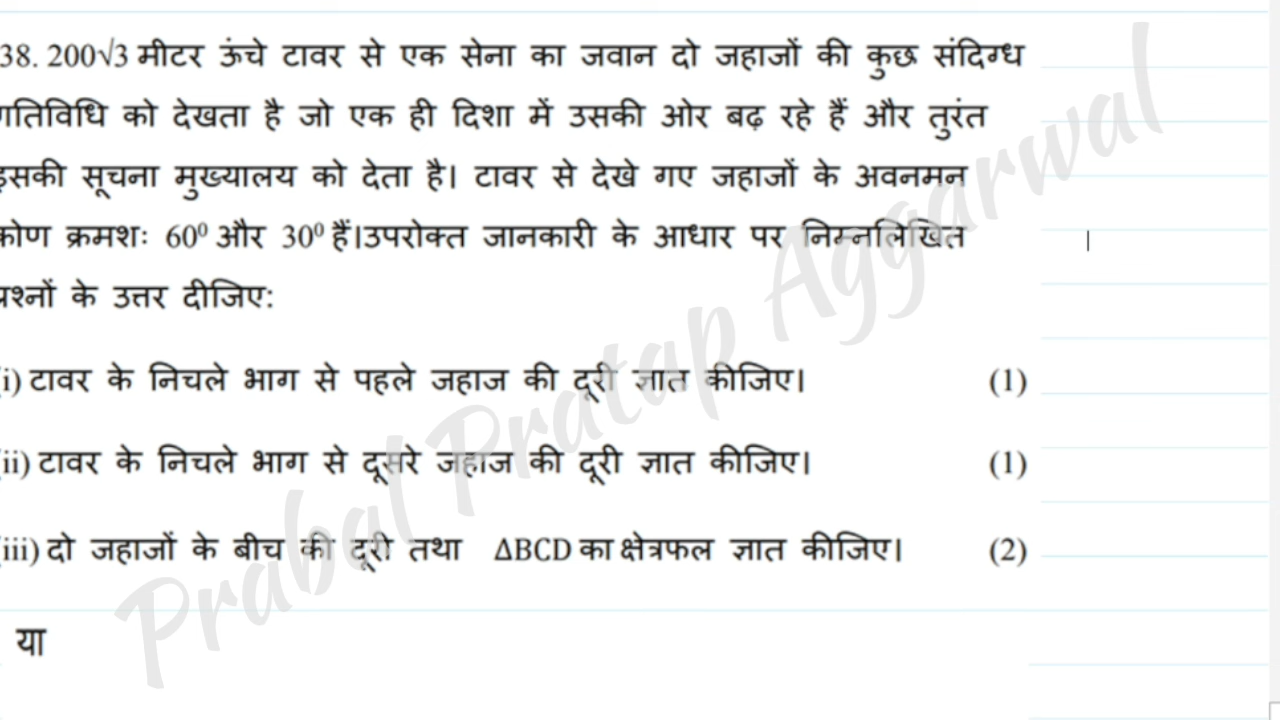 38. 200√3 मीटर ऊंचे टावर से एक सेना का जवान दो जहाजों की कुछ संदिग्ध
गतिविधि को देखता है जो एक ही दिशा में उसकी ओर बढ़ रहे हैं और तुरंत
इसकी सूचना मुख्यालय को देता है। टावर से देखे गए जहाजों के अवनमन
कोण क्रमशः 60⁰ और 30⁰ हैं।उपरोक्त जानकारी के आधार पर निम्नलिखित
प्रश्नों के उत्तर दीजिए:
(i) टावर के निचले भाग से पहले जहाज की दूरी ज्ञात कीजिए। (1)
(ii) टावर के निचले भाग से दूसरे जहाज की दूरी ज्ञात कीजिए। (1)
(iii) दो जहाजों के बीच की दूरी तथा ΔBCD का क्षेत्रफल ज्ञात कीजिए। (2)
या
Prabal Pratap Aggarwal